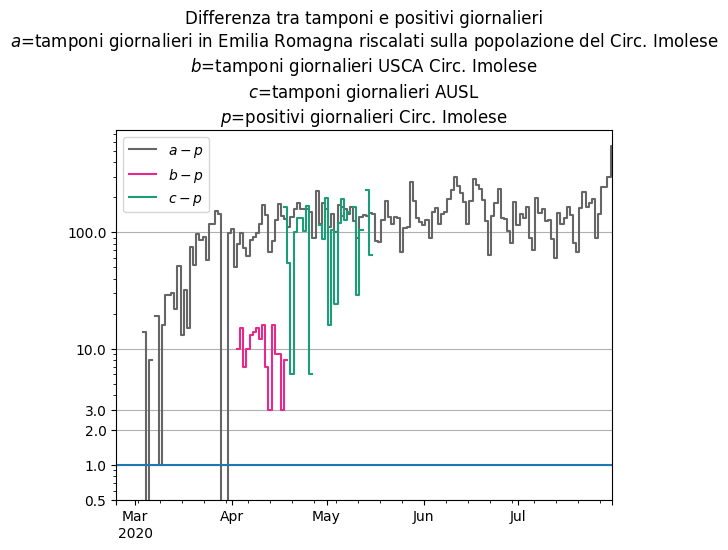 Differenza tra tamponi e positivi giornalieri
a=tamponi giornalieri in Emilia Romagna riscalati sulla popolazione del Circ. Imolese
b=tamponi giornalieri USCA Circ. Imolese
c=tamponi giornalieri AUSL
p=positivi giornalieri Circ. Imolese
a − p
b − p
c − p
100.0
10.0
3.0
2.0
1.0
0.5
Mar Apr May Jun Jul
2020